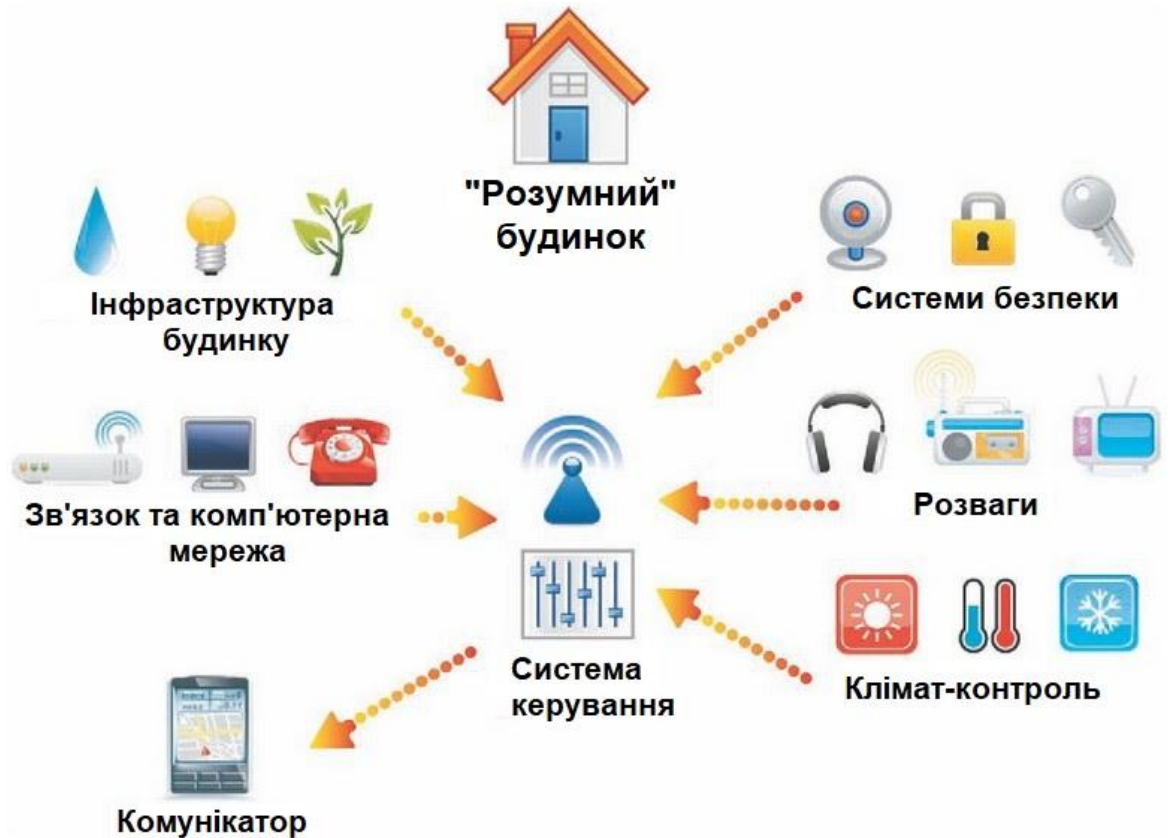 "Розумний"
будинок
Інфраструктура
будинку
Системи безпеки
Зв'язок та комп'ютерна
мережа
Розваги
Система
керування
Клімат-контроль
Комунікатор